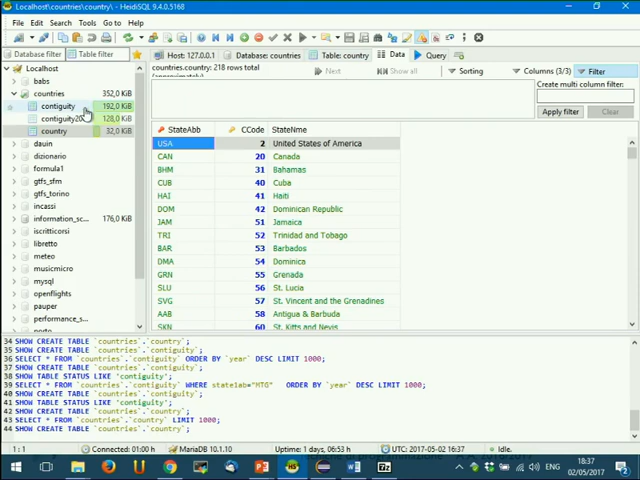 Localhost\countries\country\ - HeidiSQL 9.4.0.5168
File Edit Search Tools Go to Help
Database filter Table filter
Host: 127.0.0.1 Database: countries Table: country Data Query
Localhost
babs
countries 352,0 KiB
contiguity 192,0 KiB
128,0 KiB
country 32,0 KiB
dauin
dizionario
formula1
gtfs_sfm
gtfs_torino
incassi
information_sc... 176,0 KiB
iscritticorsi
libretto
meteo
musicmicro
mysql
openflights
pauper
performance_s...
porto
countries.country: 218 rows total (approximately)
Next Show all Sorting Columns (3/3) Filter
Create multi column filter:
Apply filter Clear
StateAbb CCode StateNme
USA 2 United States of America
CAN 20 Canada
BHM 31 Bahamas
CUB 40 Cuba
HAI 41 Haiti
DOM 42 Dominican Republic
JAM 51 Jamaica
TRI 52 Trinidad and Tobago
BAR 53 Barbados
DMA 54 Dominica
GRN 55 Grenada
SLU 56 St. Lucia
SVG 57 St. Vincent and the Grenadines
AAB 58 Antigua & Barbuda
SKN 60 St. Kitts and Nevis
34 SHOW CREATE TABLE `countries`.`country`;
35 SHOW CREATE TABLE `countries`.`contiguity`;
36 SELECT * FROM `countries`.`contiguity` ORDER BY `year` DESC LIMIT 1000;
37 SHOW CREATE TABLE `countries`.`contiguity`;
38 SHOW TABLE STATUS LIKE 'contiguity';
39 SELECT * FROM `countries`.`contiguity` WHERE statelab="MTG" ORDER BY `year` DESC LIMIT 1000;
40 SHOW CREATE TABLE `countries`.`contiguity`;
41 SHOW TABLE STATUS LIKE 'contiguity';
42 SHOW CREATE TABLE `countries`.`country`;
43 SELECT * FROM `countries`.`country` LIMIT 1000;
44 SHOW CREATE TABLE `countries`.`country`;
1 : 1 Connected: 01:00 h MariaDB 10.1.10 Uptime: 1 days, 06:53 h UTC: 2017-05-02 16:37 Idle.
18:37
02/05/2017